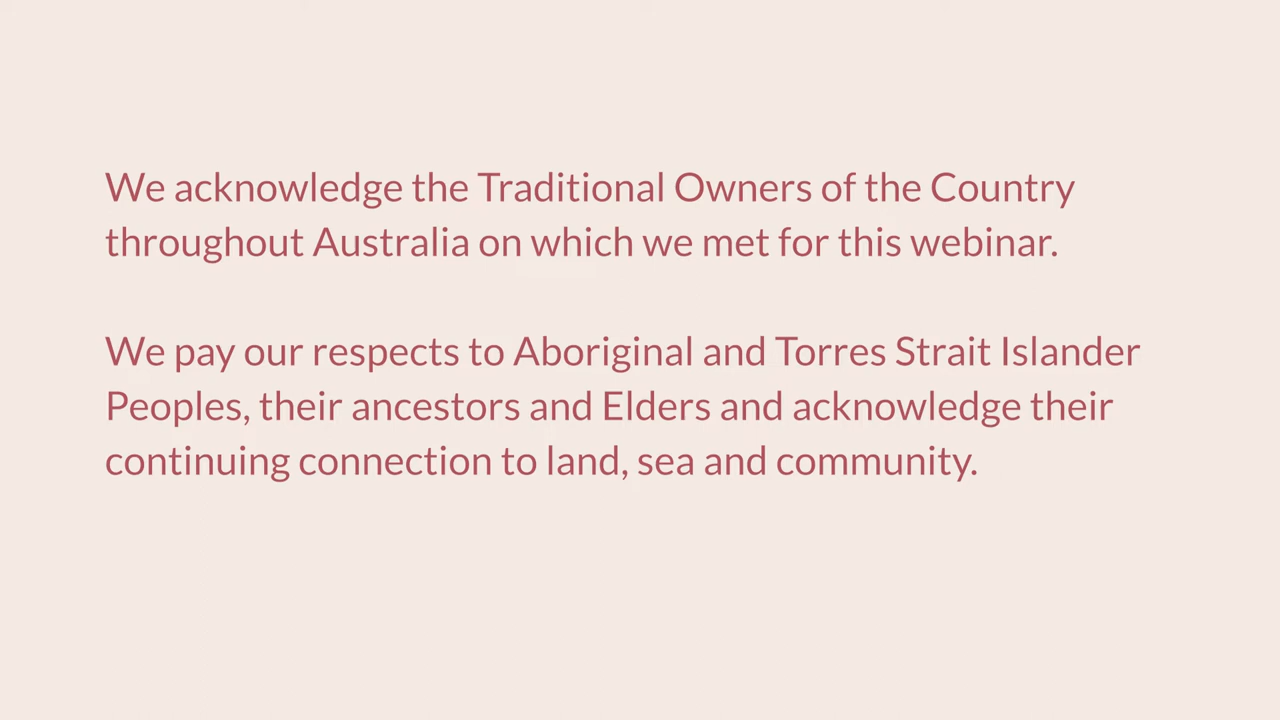 We acknowledge the Traditional Owners of the Country
throughout Australia on which we met for this webinar.
We pay our respects to Aboriginal and Torres Strait Islander
Peoples, their ancestors and Elders and acknowledge their
continuing connection to land, sea and community.